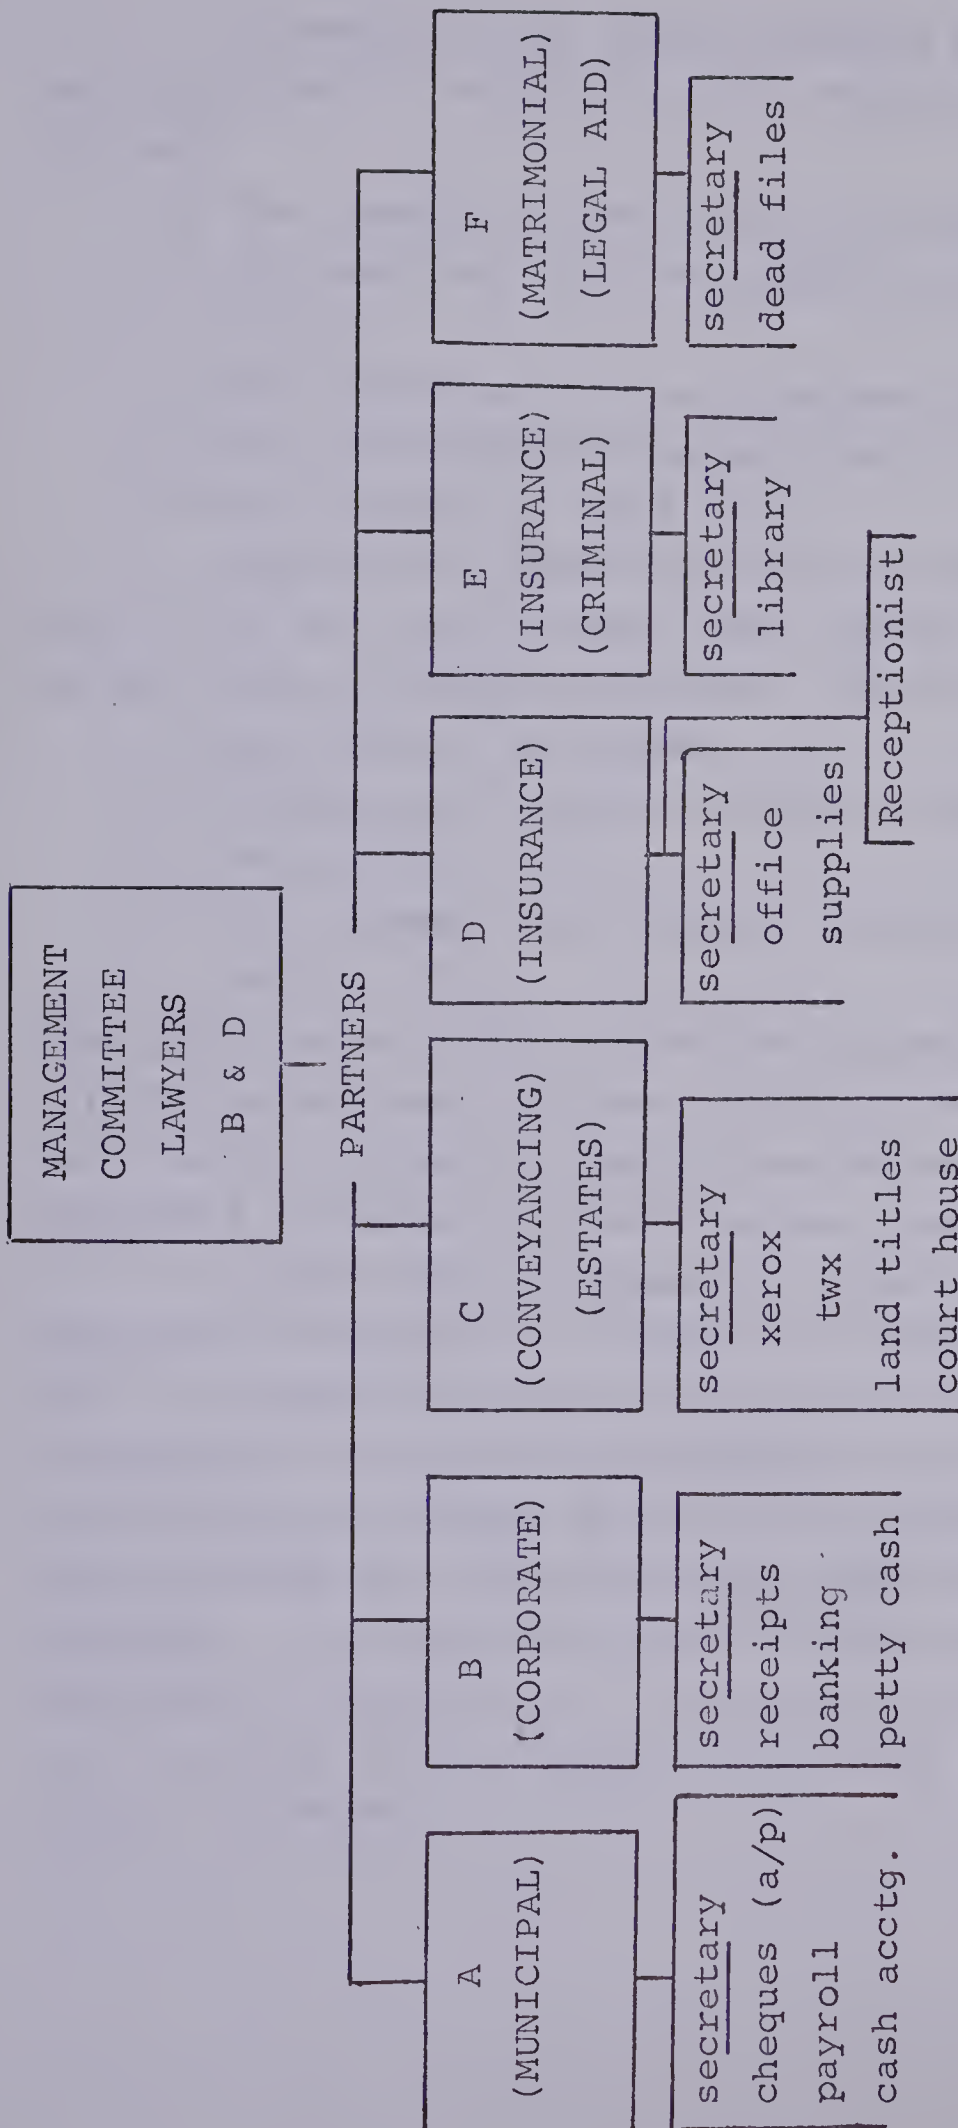 MANAGEMENT
COMMITTEE
LAWYERS
B & D
PARTNERS
A
(MUNICIPAL)
secretary
cheques (a/p)
payroll
cash acctg.
B
(CORPORATE)
secretary
receipts
banking
petty cash
C
(CONVEYANCING)
(ESTATES)
secretary
xerox
twx
land titles
court house
D
(INSURANCE)
secretary
office
supplies
Receptionist
E
(INSURANCE)
(CRIMINAL)
secretary
library
F
(MATRIMONIAL)
(LEGAL AID)
secretary
dead files